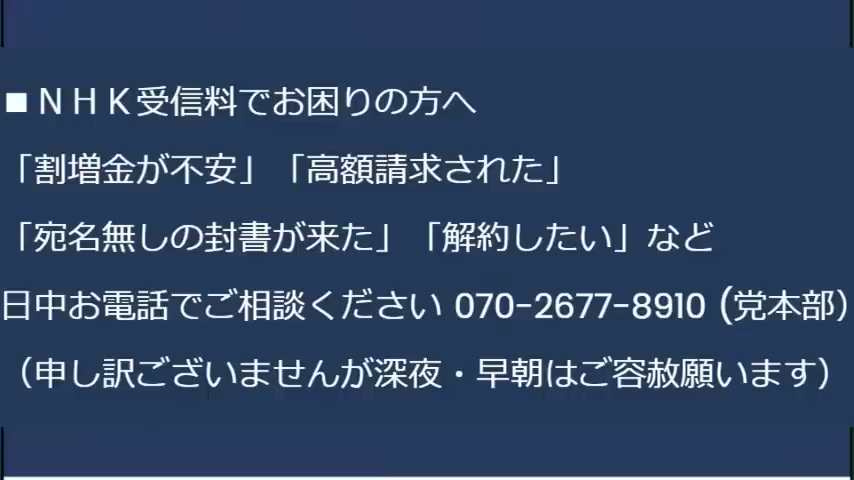 ■ＮＨＫ受信料でお困りの方へ
「割増金が不安」「高額請求された」
「宛名無しの封書が来た」「解約したい」など
日中お電話でご相談ください 070-2677-8910 (党本部)
（申し訳ございませんが深夜・早朝はご容赦願います）